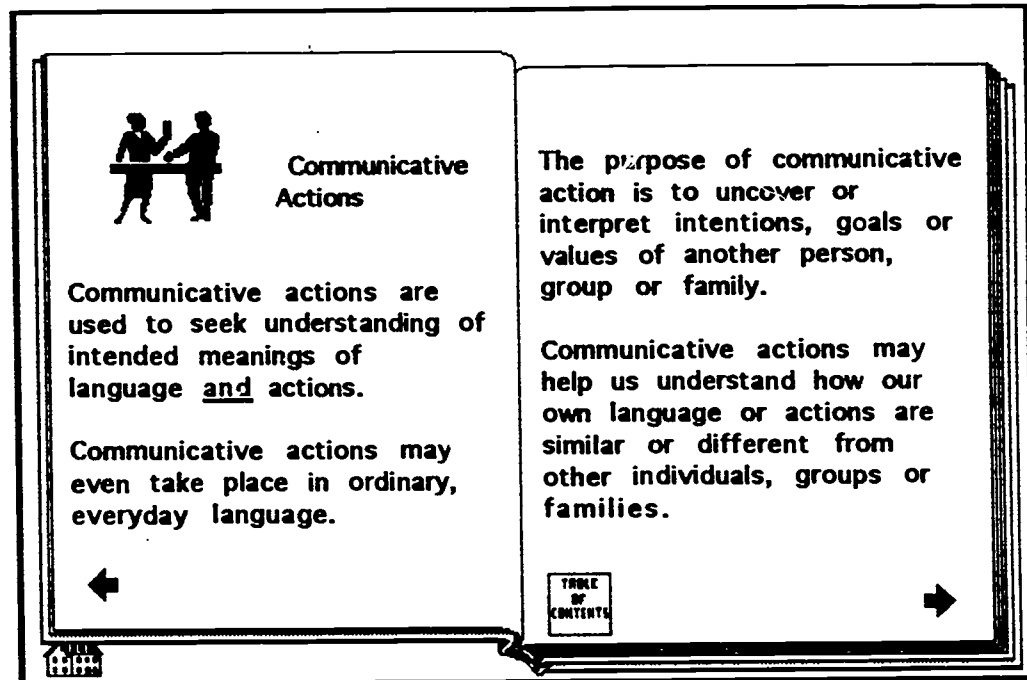 Communicative
Actions
Communicative actions are
used to seek understanding of
intended meanings of
language and actions.
Communicative actions may
even take place in ordinary,
everyday language.
The purpose of communicative
action is to uncover or
interpret intentions, goals or
values of another person,
group or family.
Communicative actions may
help us understand how our
own language or actions are
similar or different from
other individuals, groups or
families.
TABLE
OF
CONTENTS